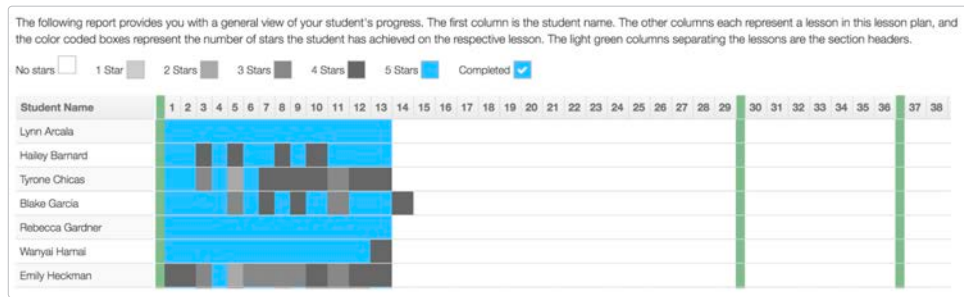 The following report provides you with a general view of your student's progress. The first column is the student name. The other columns each represent a lesson in this lesson plan, and
the color coded boxes represent the number of stars the student has achieved on the respective lesson. The light green columns separating the lessons are the section headers.
No stars 1 Star 2 Stars 3 Stars 4 Stars 5 Stars Completed
Student Name 1 2 3 4 5 6 7 8 9 10 11 12 13 14 15 16 17 18 19 20 21 22 23 24 25 26 27 28 29 30 31 32 33 34 35 36 37 38
Lynn Arcala
Hailey Barnard
Tyrone Chicas
Blake Garcia
Rebecca Gardner
Wanyai Hamai
Emily Heckman